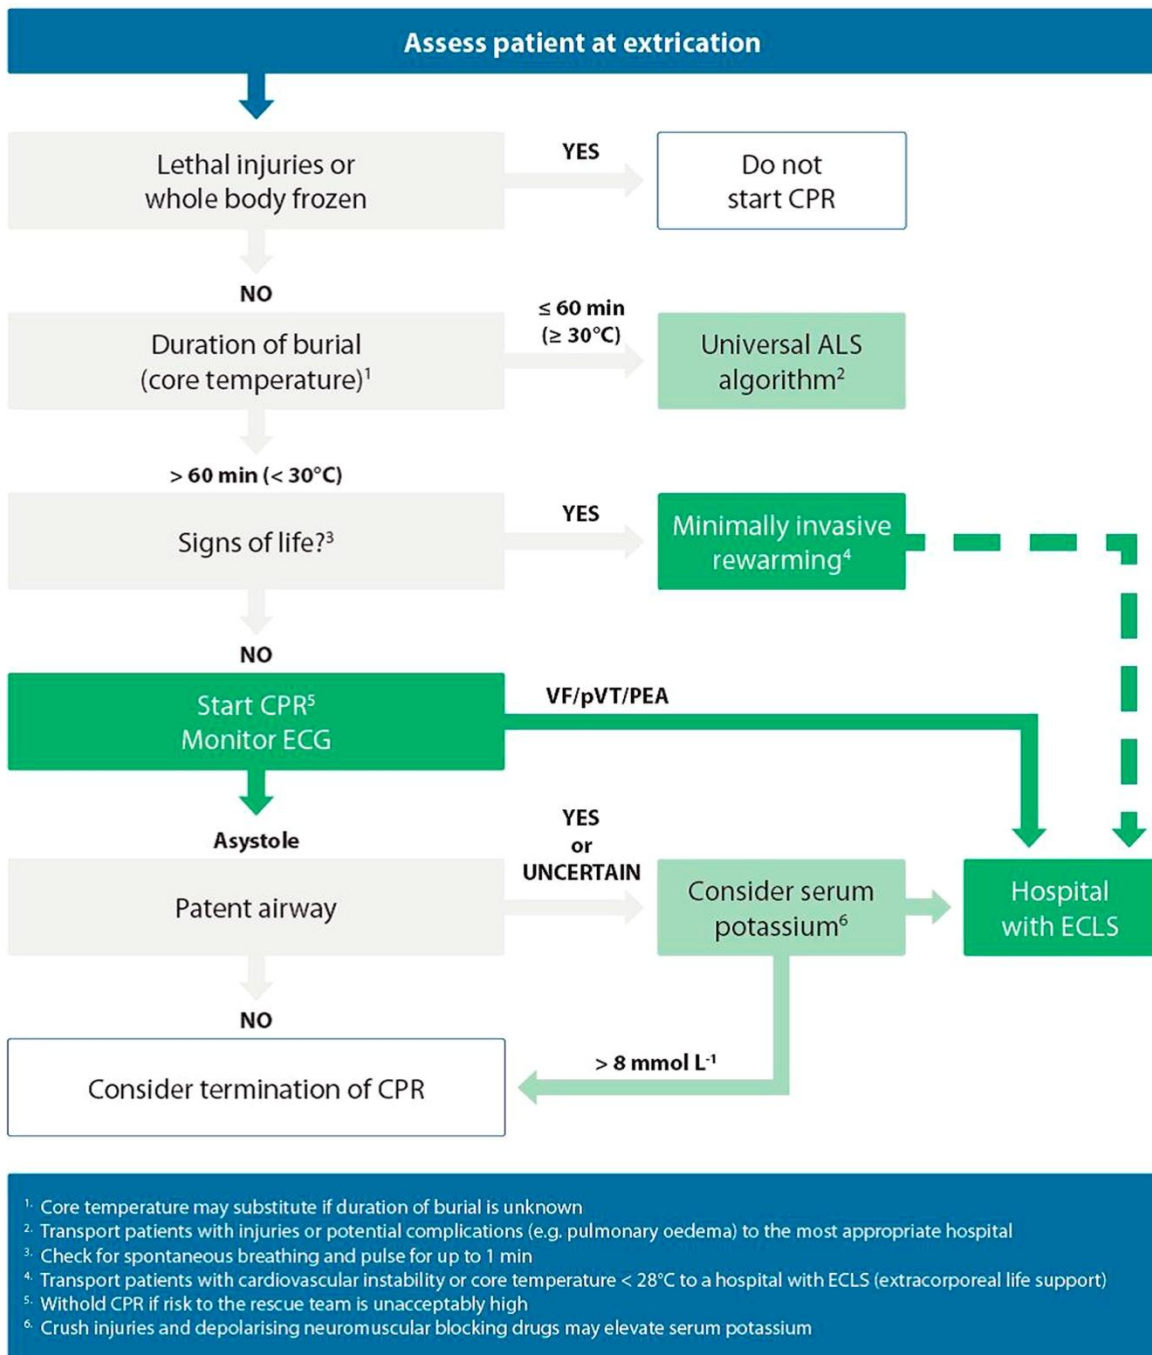 Assess patient at extrication
Lethal injuries or
whole body frozen
YES
Do not
start CPR
NO
Duration of burial
(core temperature)¹
≤ 60 min
(≥ 30°C)
Universal ALS
algorithm²
> 60 min (< 30°C)
Signs of life?³
YES
Minimally invasive
rewarming⁴
NO
Start CPR⁵
Monitor ECG
VF/pVT/PEA
Asystole
Patent airway
YES
or
UNCERTAIN
Consider serum
potassium⁶
Hospital
with ECLS
NO
Consider termination of CPR
> 8 mmol L⁻¹
¹· Core temperature may substitute if duration of burial is unknown
²· Transport patients with injuries or potential complications (e.g. pulmonary oedema) to the most appropriate hospital
³· Check for spontaneous breathing and pulse for up to 1 min
⁴· Transport patients with cardiovascular instability or core temperature < 28°C to a hospital with ECLS (extracorporeal life support)
⁵· Withold CPR if risk to the rescue team is unacceptably high
⁶· Crush injuries and depolarising neuromuscular blocking drugs may elevate serum potassium